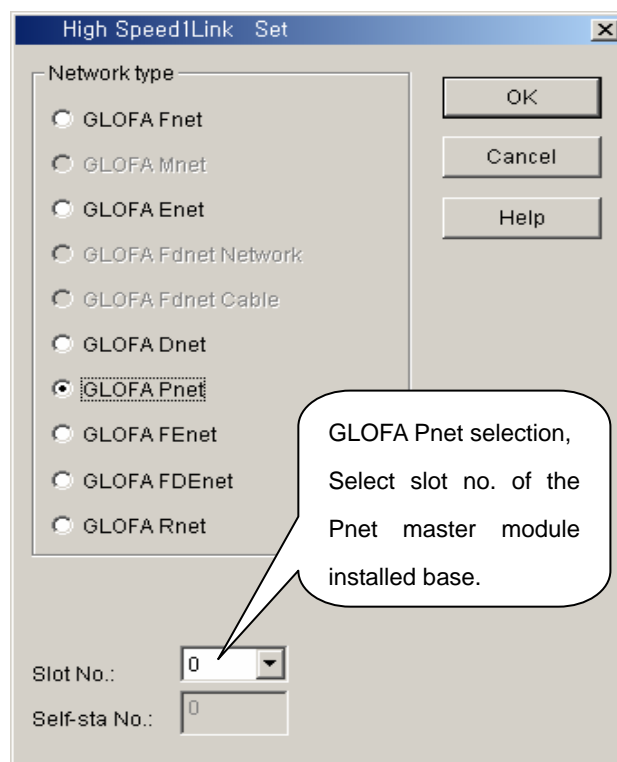 High Speed1Link Set
Network type
GLOFA Fnet
GLOFA Mnet
GLOFA Enet
GLOFA Fdnet Network
GLOFA Fdnet Cable
GLOFA Dnet
GLOFA Pnet
GLOFA FEnet
GLOFA FDEnet
GLOFA Rnet
OK
Cancel
Help
GLOFA Pnet selection,
Select slot no. of the
Pnet master module
installed base.
Slot No.: 0
Self-sta No.: 0